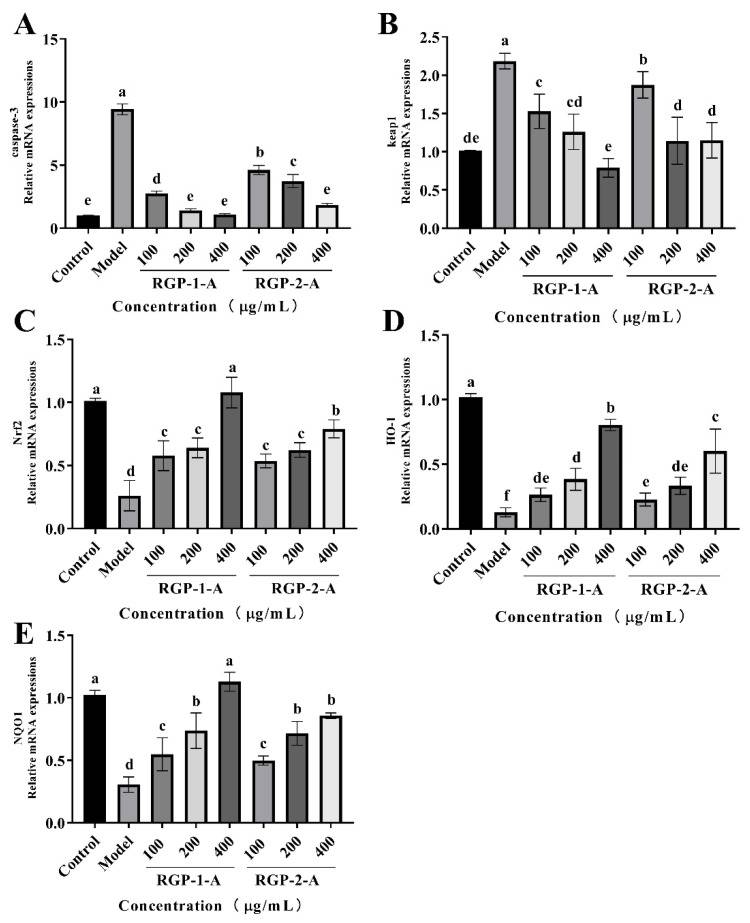 A
caspase-3
Relative mRNA expressions
15
10
5
0
e
a
d
e
e
b
c
e
Control
Model
100
200
400
100
200
400
RGP-1-A
RGP-2-A
Concentration（μg/mL）
B
keap1
Relative mRNA expressions
2.5
2.0
1.5
1.0
0.5
0.0
de
a
c
cd
e
b
d
d
Control
Model
100
200
400
100
200
400
RGP-1-A
RGP-2-A
Concentration（μg/mL）
C
Nrf2
Relative mRNA expressions
1.5
1.0
0.5
0.0
a
d
c
c
a
c
c
b
Control
Model
100
200
400
100
200
400
RGP-1-A
RGP-2-A
Concentration（μg/mL）
D
HO-1
Relative mRNA expressions
1.5
1.0
0.5
0.0
a
f
de
d
b
e
de
c
Control
Model
100
200
400
100
200
400
RGP-1-A
RGP-2-A
Concentration（μg/mL）
E
NQO1
Relative mRNA expressions
1.5
1.0
0.5
0.0
a
d
c
b
a
c
b
b
Control
Model
100
200
400
100
200
400
RGP-1-A
RGP-2-A
Concentration（μg/mL）